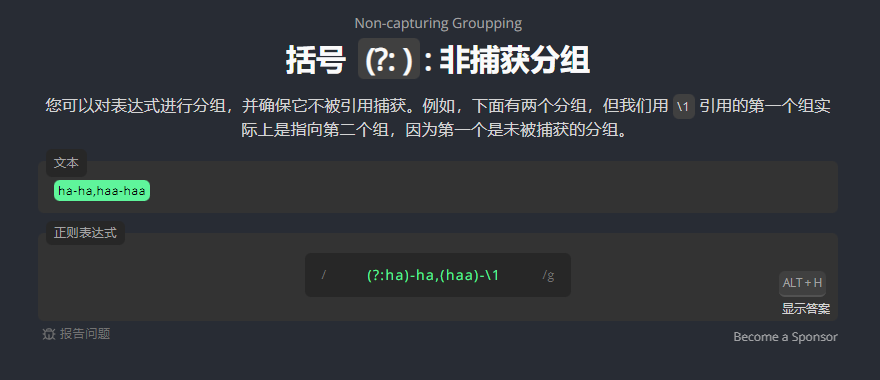 Non-capturing Groupping
括号 (?: ) : 非捕获分组
您可以对表达式进行分组，并确保它不被引用捕获。例如，下面有两个分组，但我们用 \1 引用的第一个组实
际上是指向第二个组，因为第一个是未被捕获的分组。
文本
ha-ha,haa-haa
正则表达式
/ (?:ha)-ha,(haa)-\1 /g
ALT + H
显示答案
报告问题
Become a Sponsor